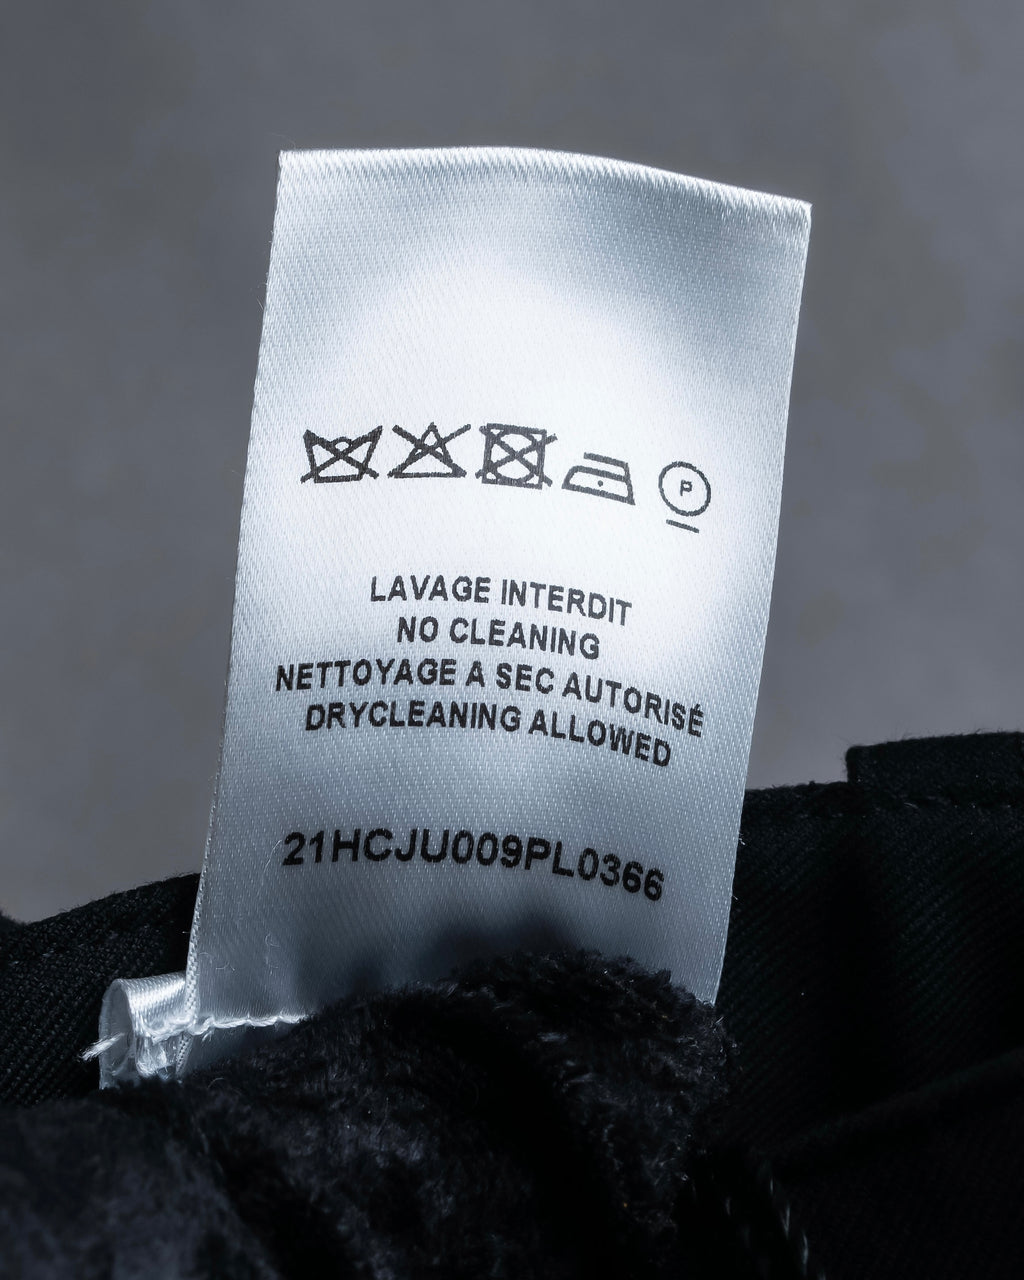 P
LAVAGE INTERDIT
NO CLEANING
NETTOYAGE A SEC AUTORISÉ
DRYCLEANING ALLOWED
21HCJU009PL0366